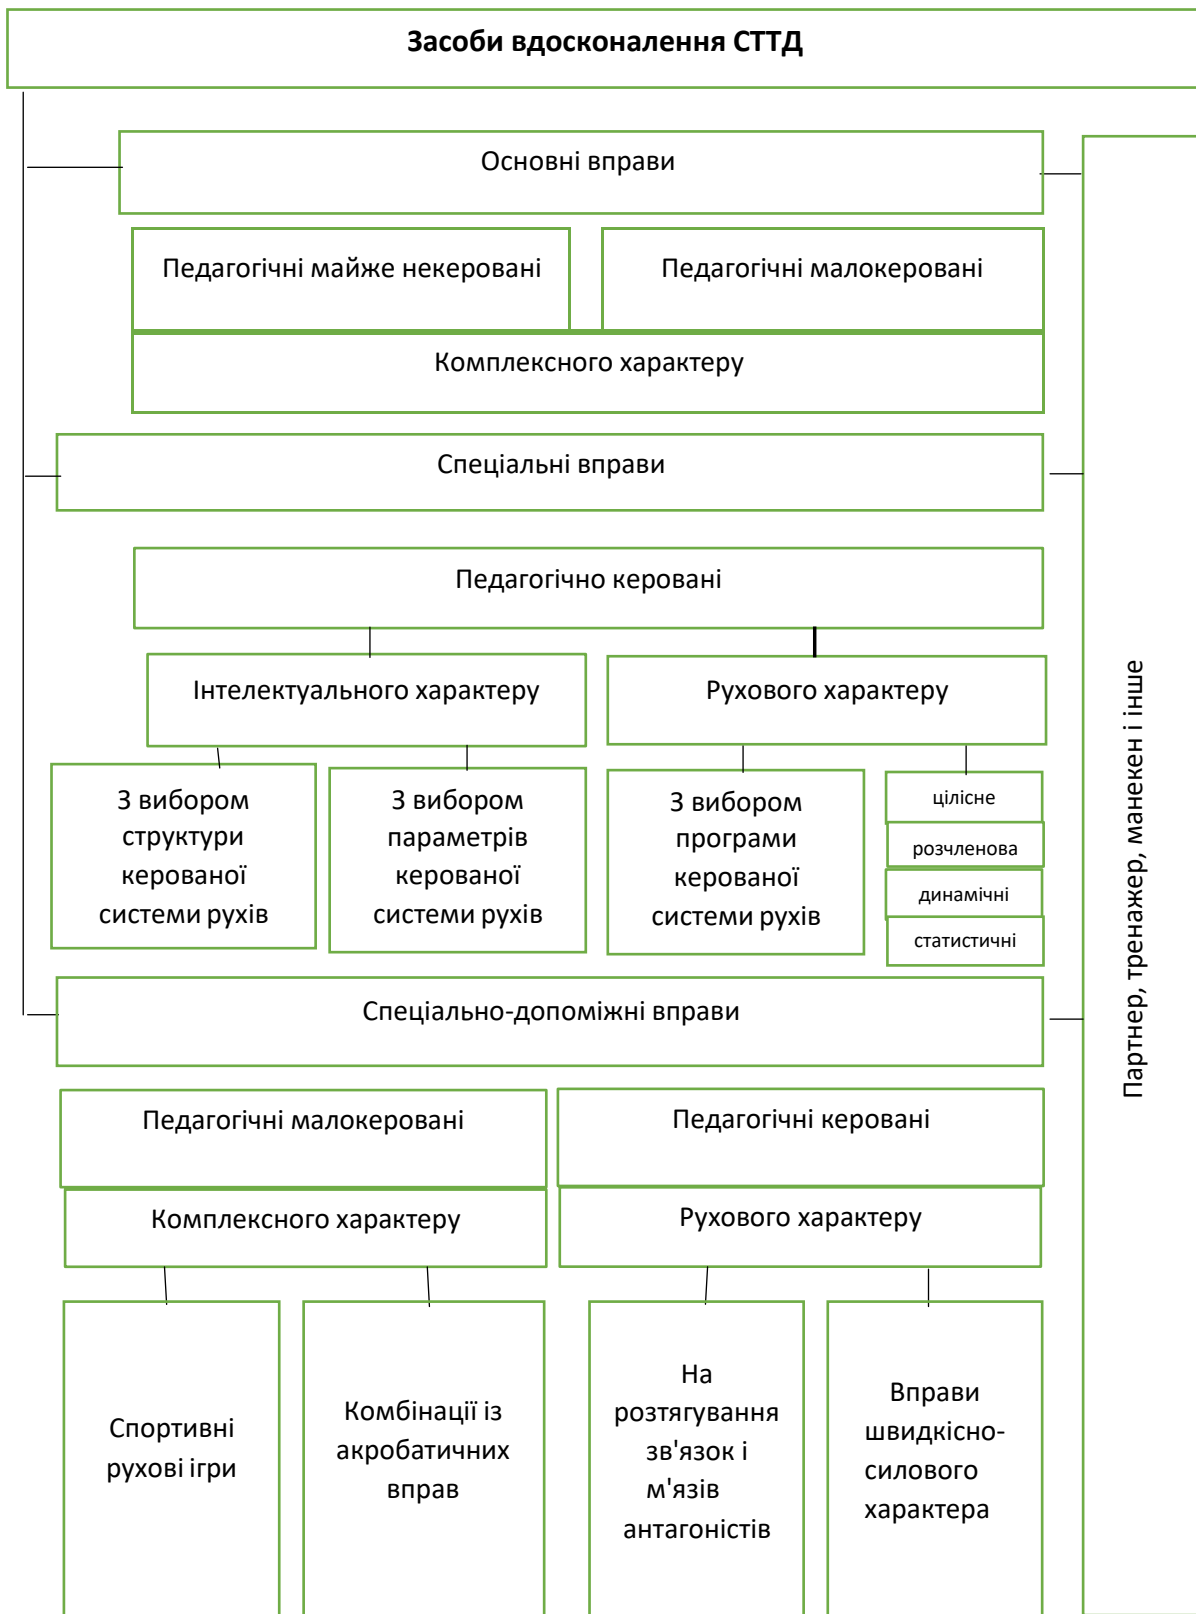 Засоби вдосконалення СТТД
Основні вправи
Педагогічні майже некеровані
Педагогічні малокеровані
Комплексного характеру
Спеціальні вправи
Педагогічно керовані
Інтелектуального характеру
Рухового характеру
З вибором
структури
керованої
системи рухів
З вибором
параметрів
керованої
системи рухів
З вибором
програми
керованої
системи рухів
цілісне
розчленова
динамічні
статистичні
Спеціально-допоміжні вправи
Педагогічні малокеровані
Педагогічні керовані
Комплексного характеру
Рухового характеру
Спортивні
рухові ігри
Комбінації із
акробатичних
вправ
На
розтягування
зв'язок і
м'язів
антагоністів
Вправи
швидкісно-
силового
характера
Партнер, тренажер, манекен і інше